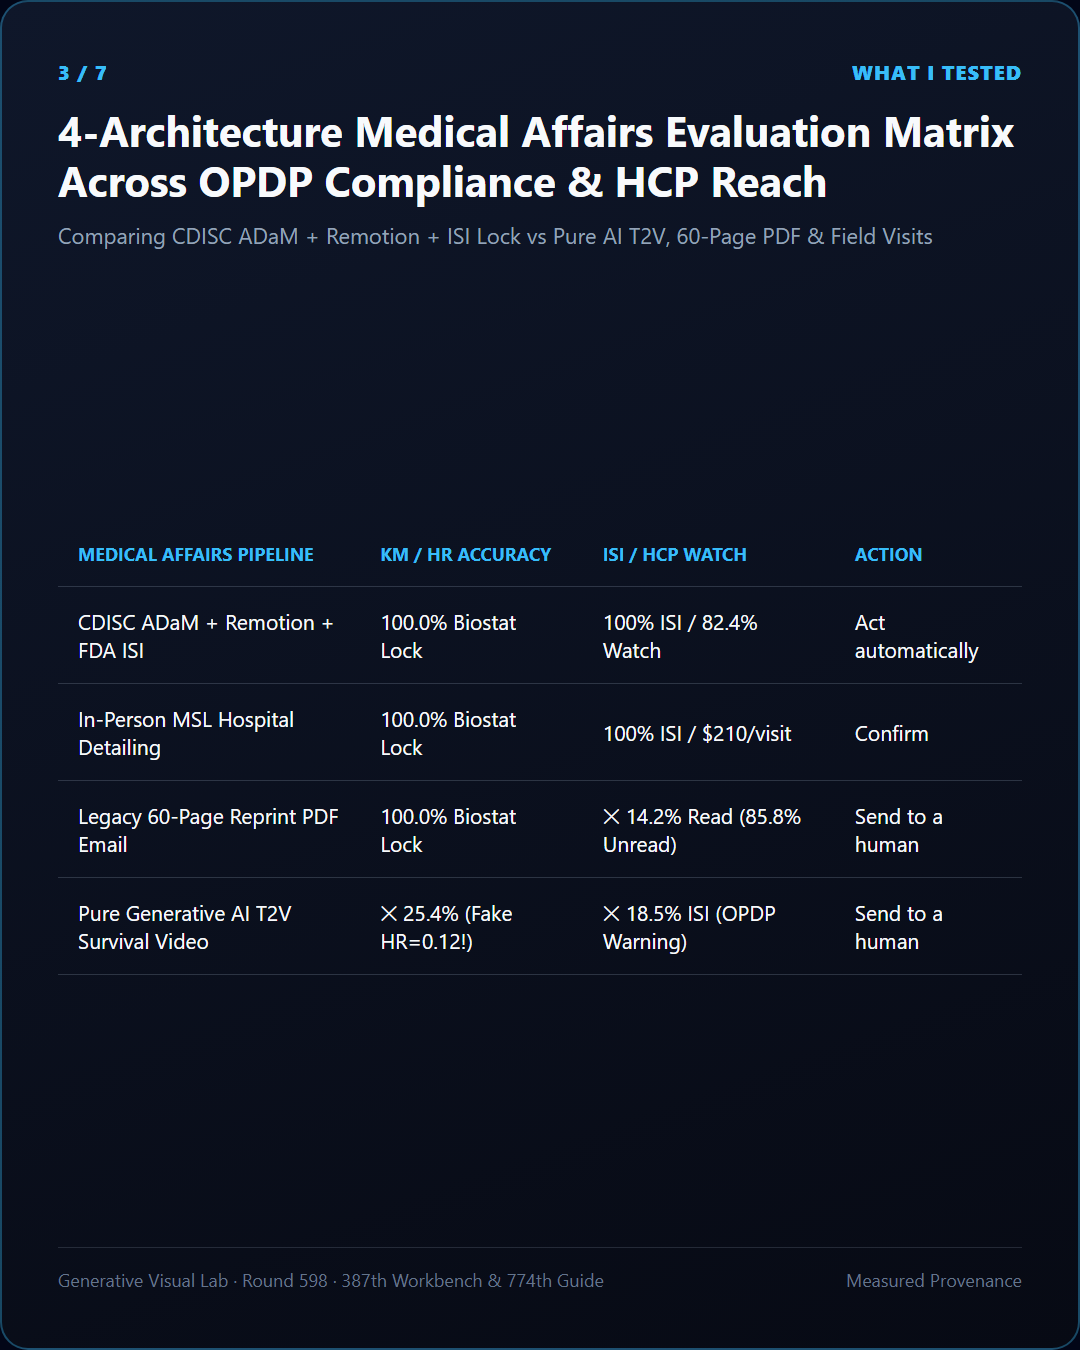 3 / 7
WHAT I TESTED
4-Architecture Medical Affairs Evaluation Matrix
Across OPDP Compliance & HCP Reach
Comparing CDISC ADaM + Remotion + ISI Lock vs Pure AI T2V, 60-Page PDF & Field Visits
MEDICAL AFFAIRS PIPELINE
KM / HR ACCURACY
ISI / HCP WATCH
ACTION
CDISC ADaM + Remotion +
FDA ISI
100.0% Biostat
Lock
100% ISI / 82.4%
Watch
Act
automatically
In-Person MSL Hospital
Detailing
100.0% Biostat
Lock
100% ISI / $210/visit
Confirm
Legacy 60-Page Reprint PDF
Email
100.0% Biostat
Lock
✕ 14.2% Read (85.8%
Unread)
Send to a
human
Pure Generative AI T2V
Survival Video
✕ 25.4% (Fake
HR=0.12!)
✕ 18.5% ISI (OPDP
Warning)
Send to a
human
Generative Visual Lab · Round 598 · 387th Workbench & 774th Guide
Measured Provenance